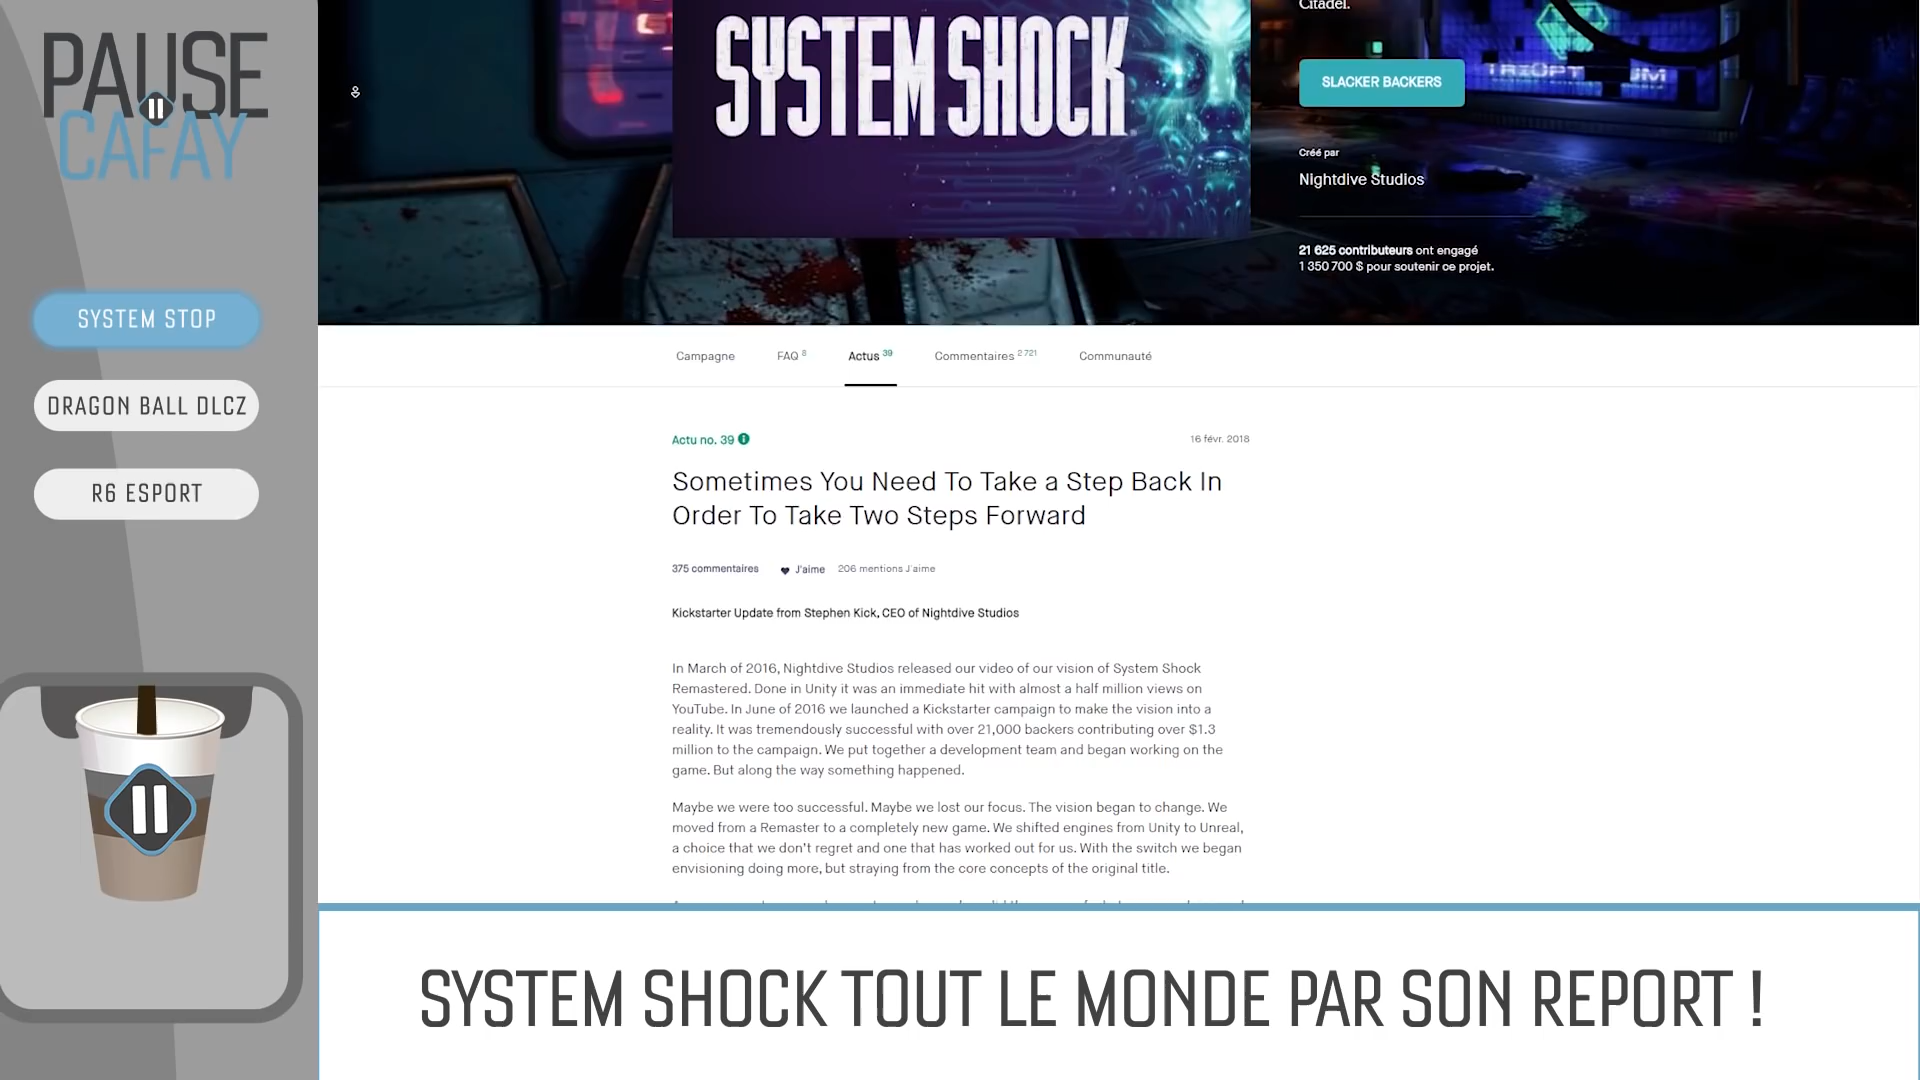 PAUSE
CAFAY
SYSTEM STOP
DRAGON BALL DLCZ
R6 ESPORT
SYSTEM SHOCK
Citadel.
SLACKER BACKERS
Créé par
Nightdive Studios
21 625 contributeurs ont engagé
1 350 700 $ pour soutenir ce projet.
Campagne FAQ 8 Actus 39 Commentaires 2 721 Communauté
Actu no. 39 16 févr. 2018
Sometimes You Need To Take a Step Back In
Order To Take Two Steps Forward
375 commentaires J'aime 206 mentions J'aime
Kickstarter Update from Stephen Kick, CEO of Nightdive Studios
In March of 2016, Nightdive Studios released our video of our vision of System Shock
Remastered. Done in Unity it was an immediate hit with almost a half million views on
YouTube. In June of 2016 we launched a Kickstarter campaign to make the vision into a
reality. It was tremendously successful with over 21,000 backers contributing over $1.3
million to the campaign. We put together a development team and began working on the
game. But along the way something happened.
Maybe we were too successful. Maybe we lost our focus. The vision began to change. We
moved from a Remaster to a completely new game. We shifted engines from Unity to Unreal,
a choice that we don't regret and one that has worked out for us. With the switch we began
envisioning doing more, but straying from the core concepts of the original title.
SYSTEM SHOCK TOUT LE MONDE PAR SON REPORT !